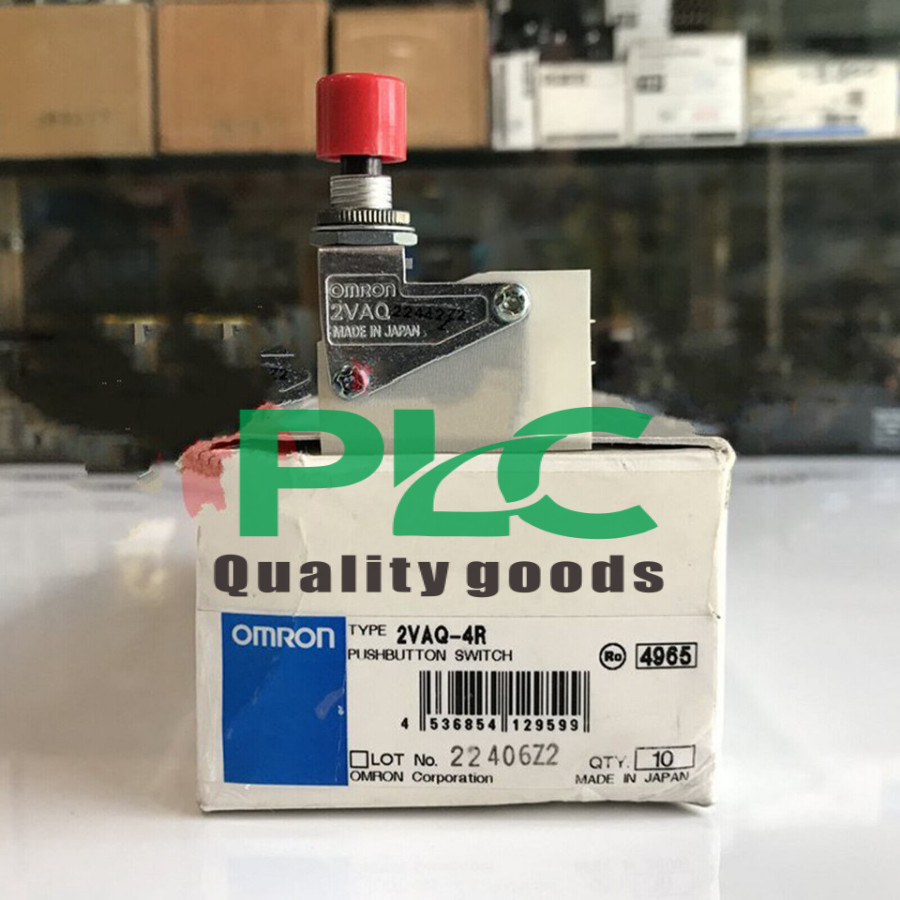 OMRON
2VAQ 22442Z2
MADE IN JAPAN
PLC
Quality goods
OMRON
TYPE 2VAQ-4R
PUSHBUTTON SWITCH
Ro 4965
4 536854 129599
LOT No. 22406Z2
QTY. 10
OMRON Corporation
MADE IN JAPAN